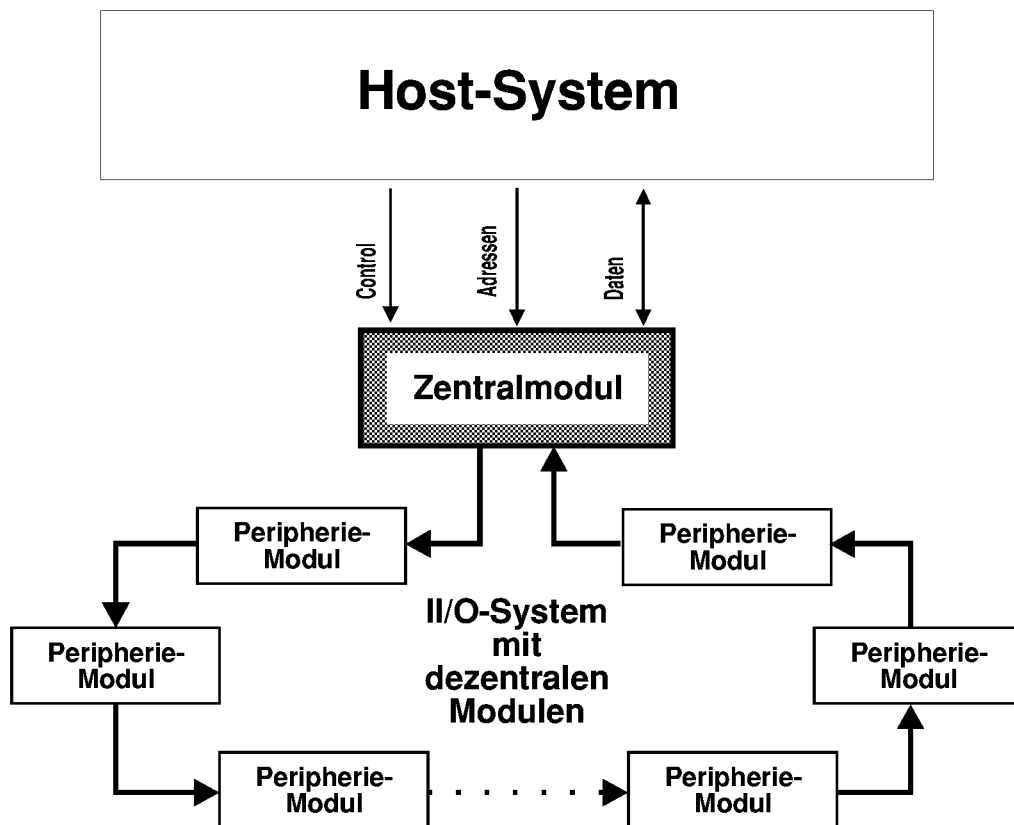 Host-System
Control
Adressen
Daten
Zentralmodul
Peripherie-
Modul
Peripherie-
Modul
II/O-System
mit
dezentralen
Modulen
Peripherie-
Modul
Peripherie-
Modul
Peripherie-
Modul
Peripherie-
Modul